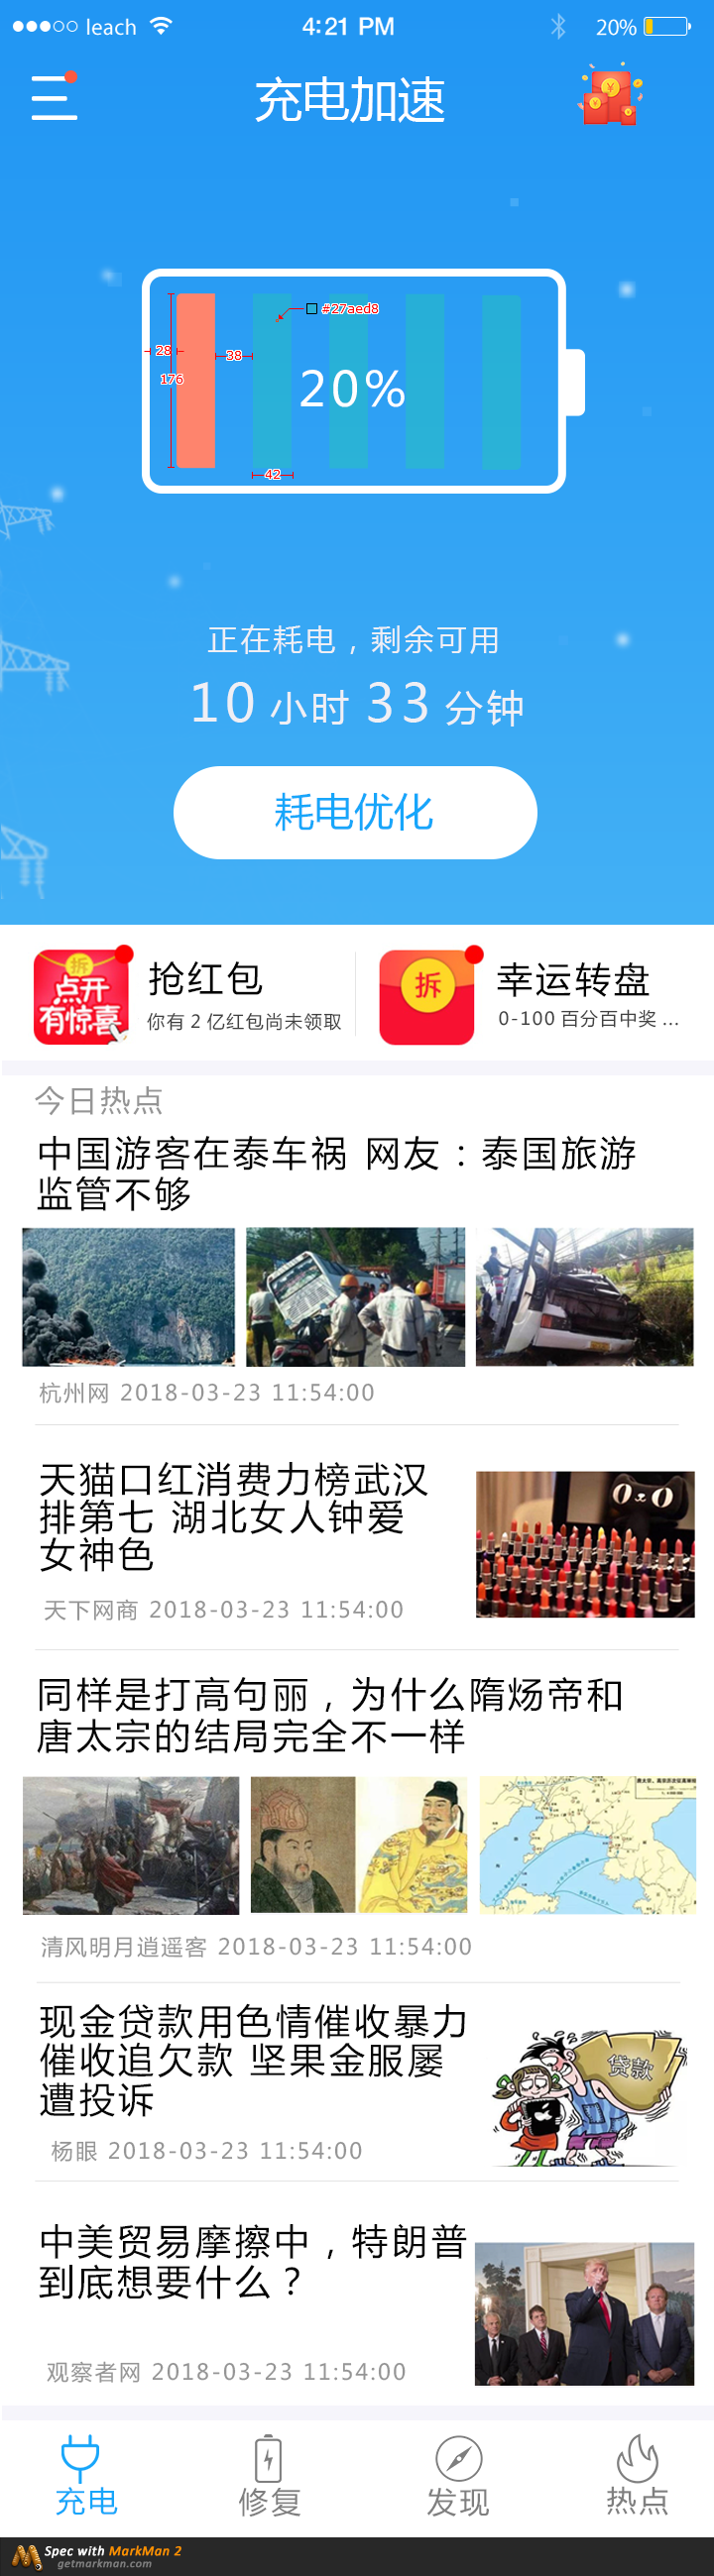 leach 4:21 PM 20%
充电加速
#27aed8
28
38
176
20%
42
正在耗电，剩余可用
10 小时 33 分钟
耗电优化
拆
点开
有惊喜
抢红包
你有 2 亿红包尚未领取
拆
幸运转盘
0-100 百分百中奖 ...
今日热点
中国游客在泰车祸 网友：泰国旅游
监管不够
杭州网 2018-03-23 11:54:00
天猫口红消费力榜武汉
排第七 湖北女人钟爱
女神色
天下网商 2018-03-23 11:54:00
同样是打高句丽，为什么隋炀帝和
唐太宗的结局完全不一样
清风明月逍遥客 2018-03-23 11:54:00
现金贷款用色情催收暴力
催收追欠款 坚果金服屡
遭投诉
贷款
杨眼 2018-03-23 11:54:00
中美贸易摩擦中，特朗普
到底想要什么？
观察者网 2018-03-23 11:54:00
充电
修复
发现
热点
Spec with MarkMan 2
getmarkman.com